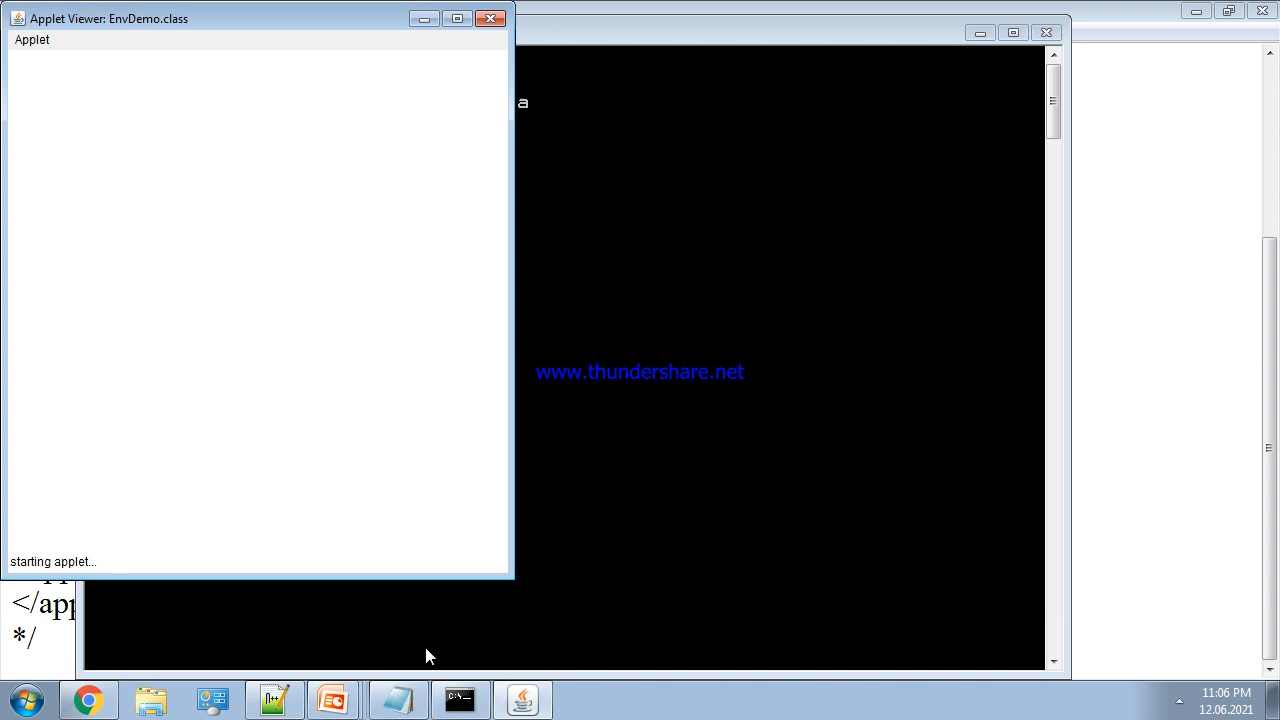 Applet Viewer: EnvDemo.class
Applet
a
www.thundershare.net
starting applet...
</app
*/
11:06 PM
12.06.2021